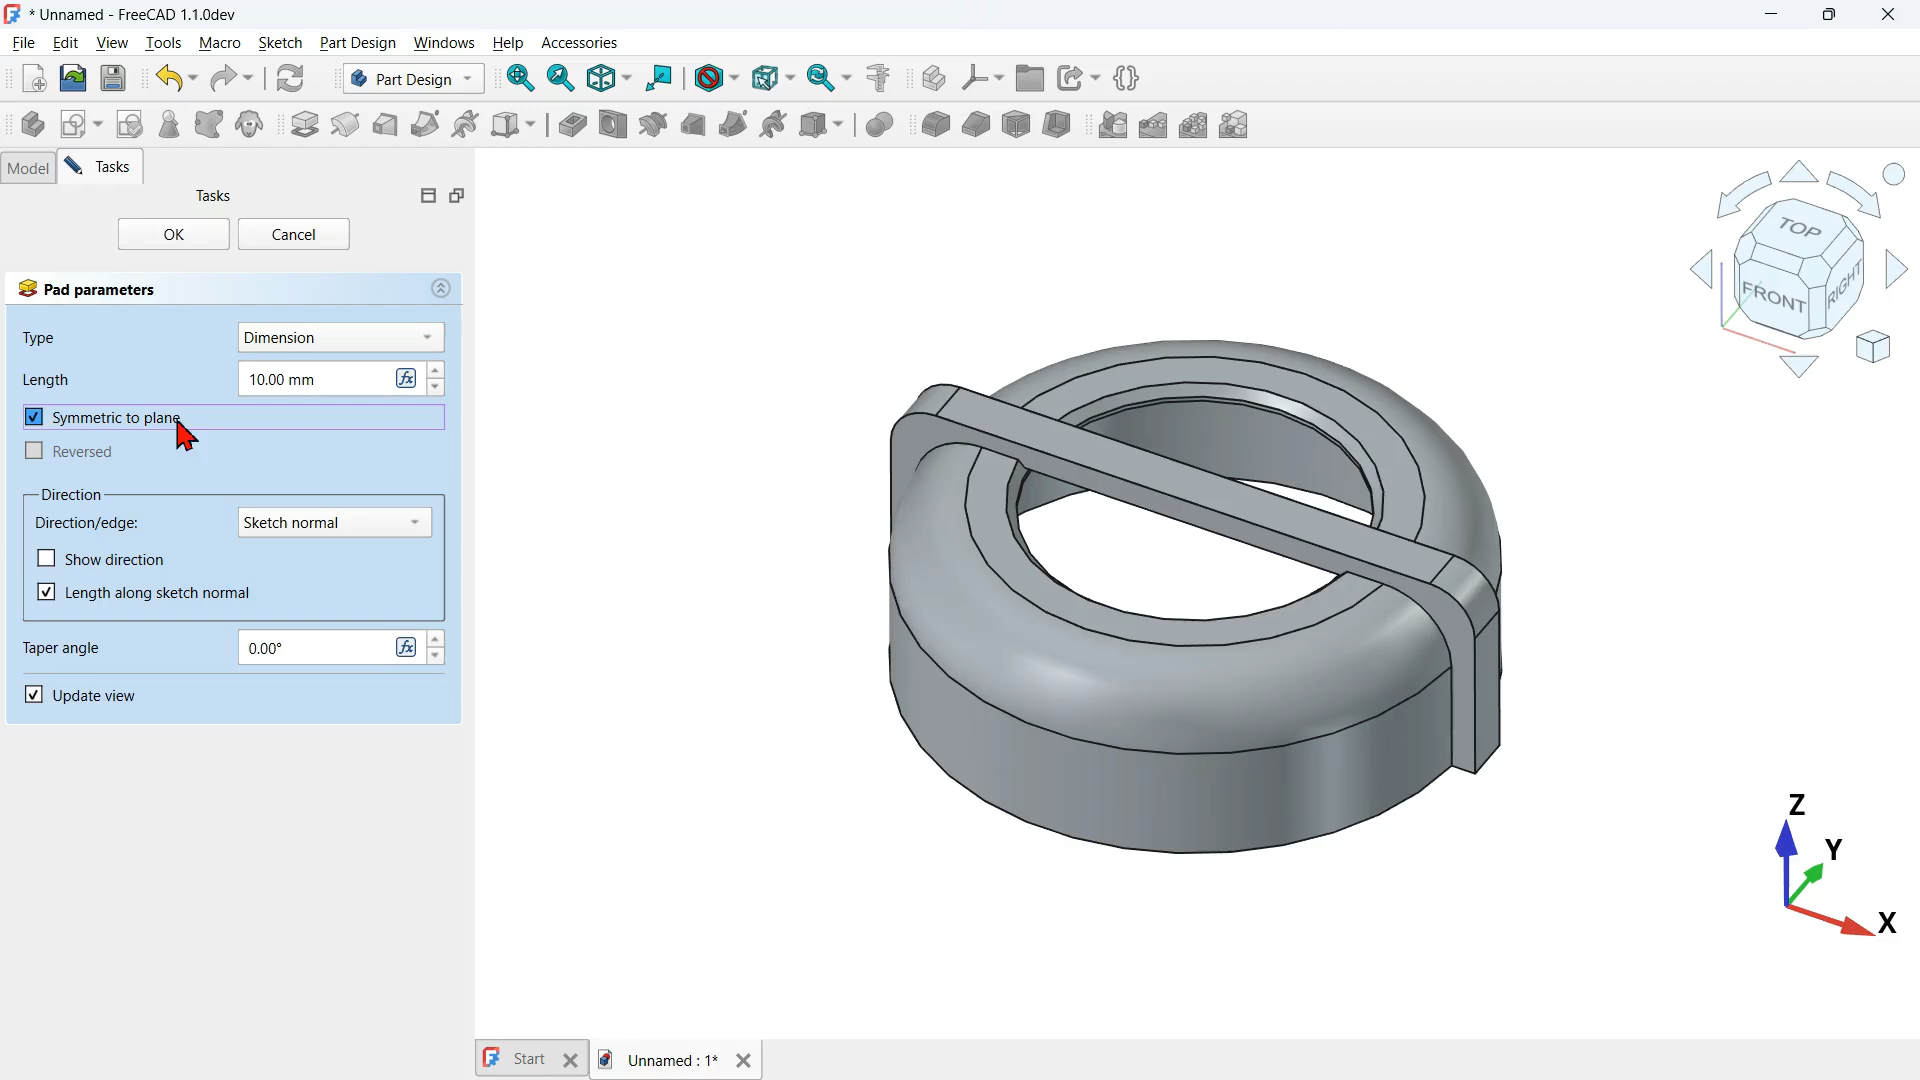 * Unnamed - FreeCAD 1.1.0dev
File Edit View Tools Macro Sketch Part Design Windows Help Accessories
Part Design
Model Tasks
Tasks
OK Cancel
Pad parameters
Type Dimension
Length 10.00 mm fx
Symmetric to plane
Reversed
Direction
Direction/edge: Sketch normal
Show direction
Length along sketch normal
Taper angle 0.00° fx
Update view
TOP
FRONT RIGHT
Z
Y
X
Start Unnamed : 1*